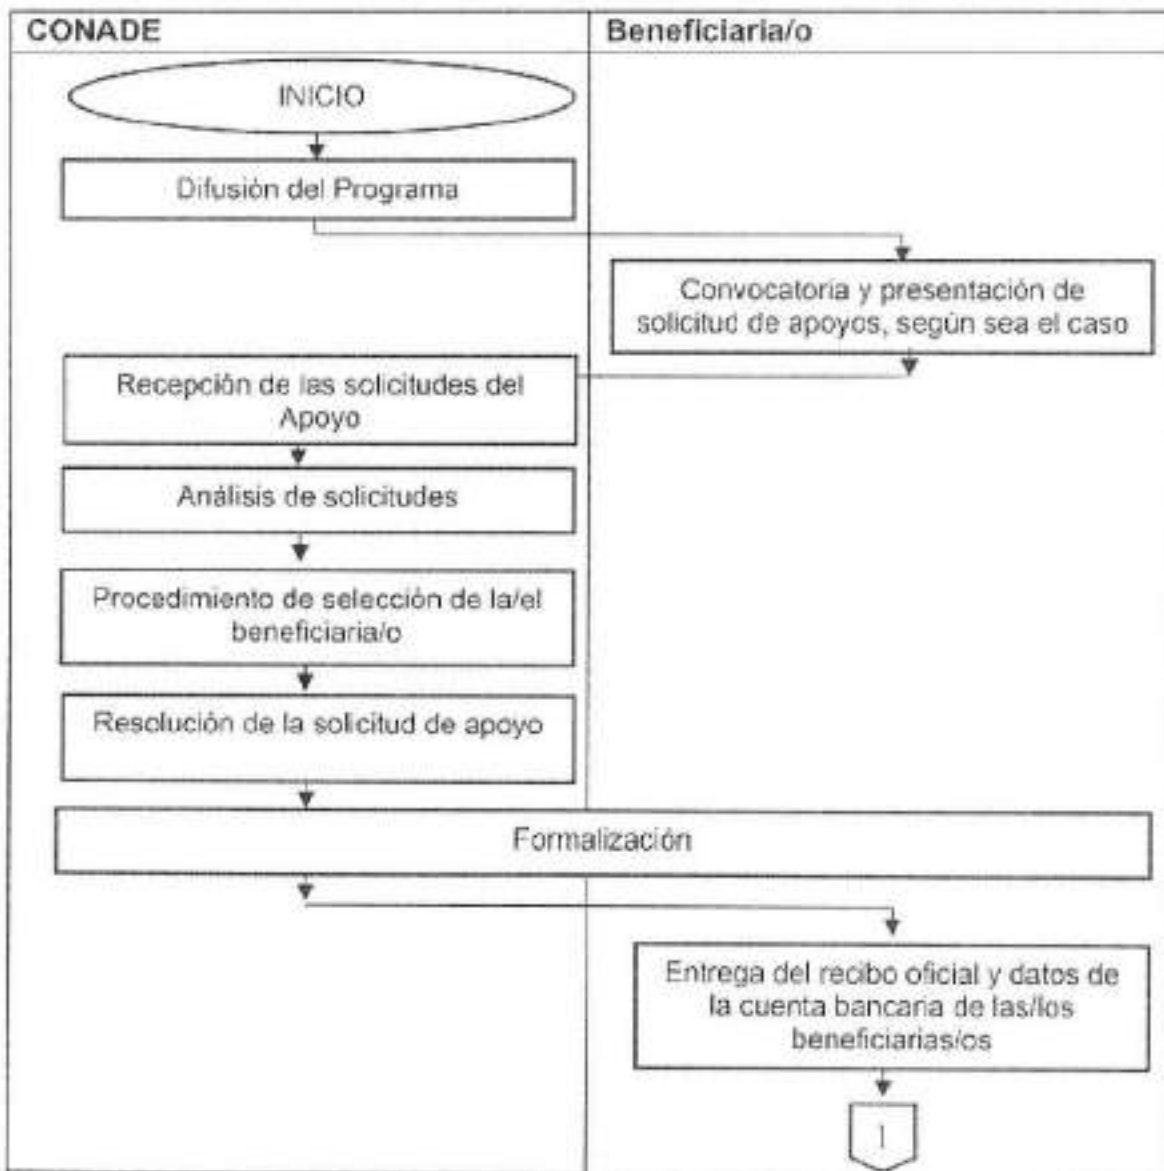 CONADE
Beneficiaria/o
INICIO
Difusión del Programa
Convocatoria y presentación de
solicitud de apoyos, según sea el caso
Recepción de las solicitudes del
Apoyo
Análisis de solicitudes
Procedimiento de selección de la/el
beneficiaria/o
Resolución de la solicitud de apoyo
Formalización
Entrega del recibo oficial y datos de
la cuenta bancaria de las/los
beneficiarias/os
1